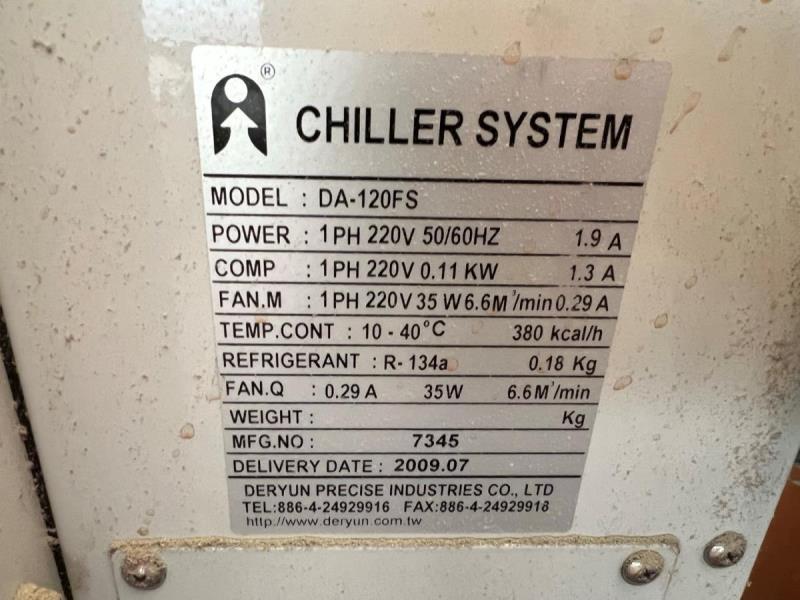 ®
CHILLER SYSTEM
MODEL : DA-120FS
POWER : 1PH 220V 50/60HZ 1.9 A
COMP : 1PH 220V 0.11 KW 1.3 A
FAN.M : 1PH 220V 35 W 6.6M³/min 0.29 A
TEMP.CONT : 10 - 40°C 380 kcal/h
REFRIGERANT : R- 134a 0.18 Kg
FAN.Q : 0.29 A 35W 6.6M³/min
WEIGHT : Kg
MFG.NO : 7345
DELIVERY DATE : 2009.07
DERYUN PRECISE INDUSTRIES CO., LTD
TEL:886-4-24929916 FAX:886-4-24929918
http://www.deryun.com.tw